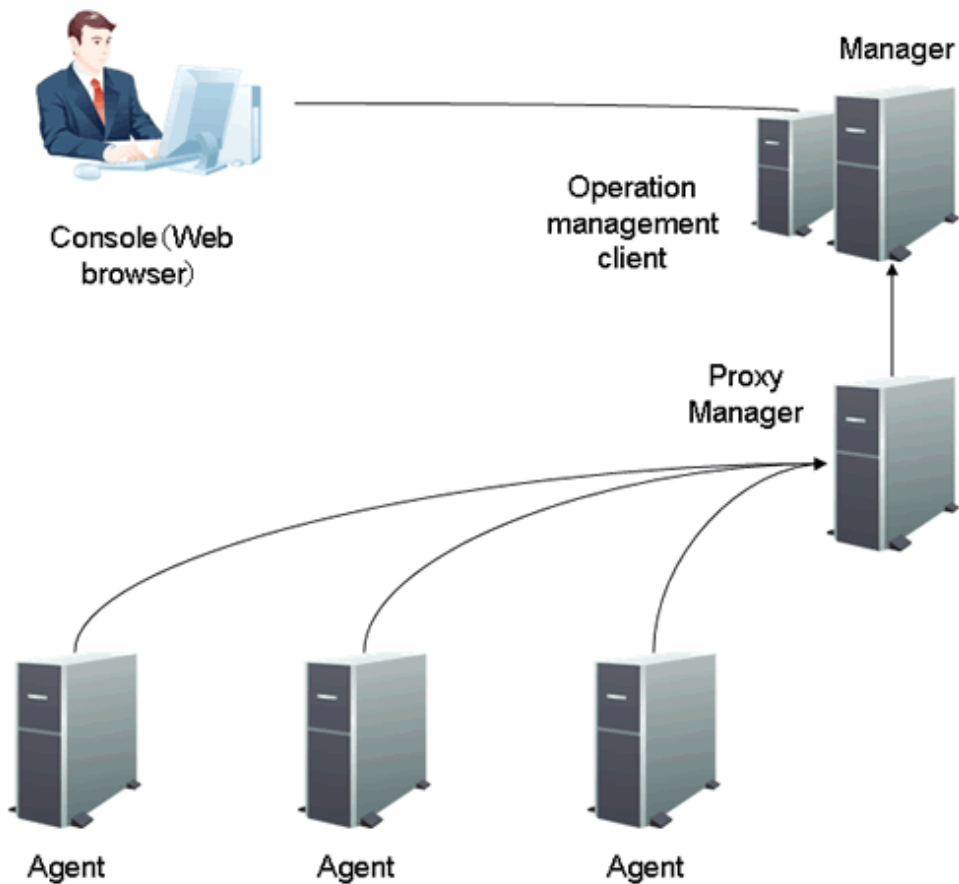 Manager
Operation
management
client
Console（Web
browser）
Proxy
Manager
Agent
Agent
Agent